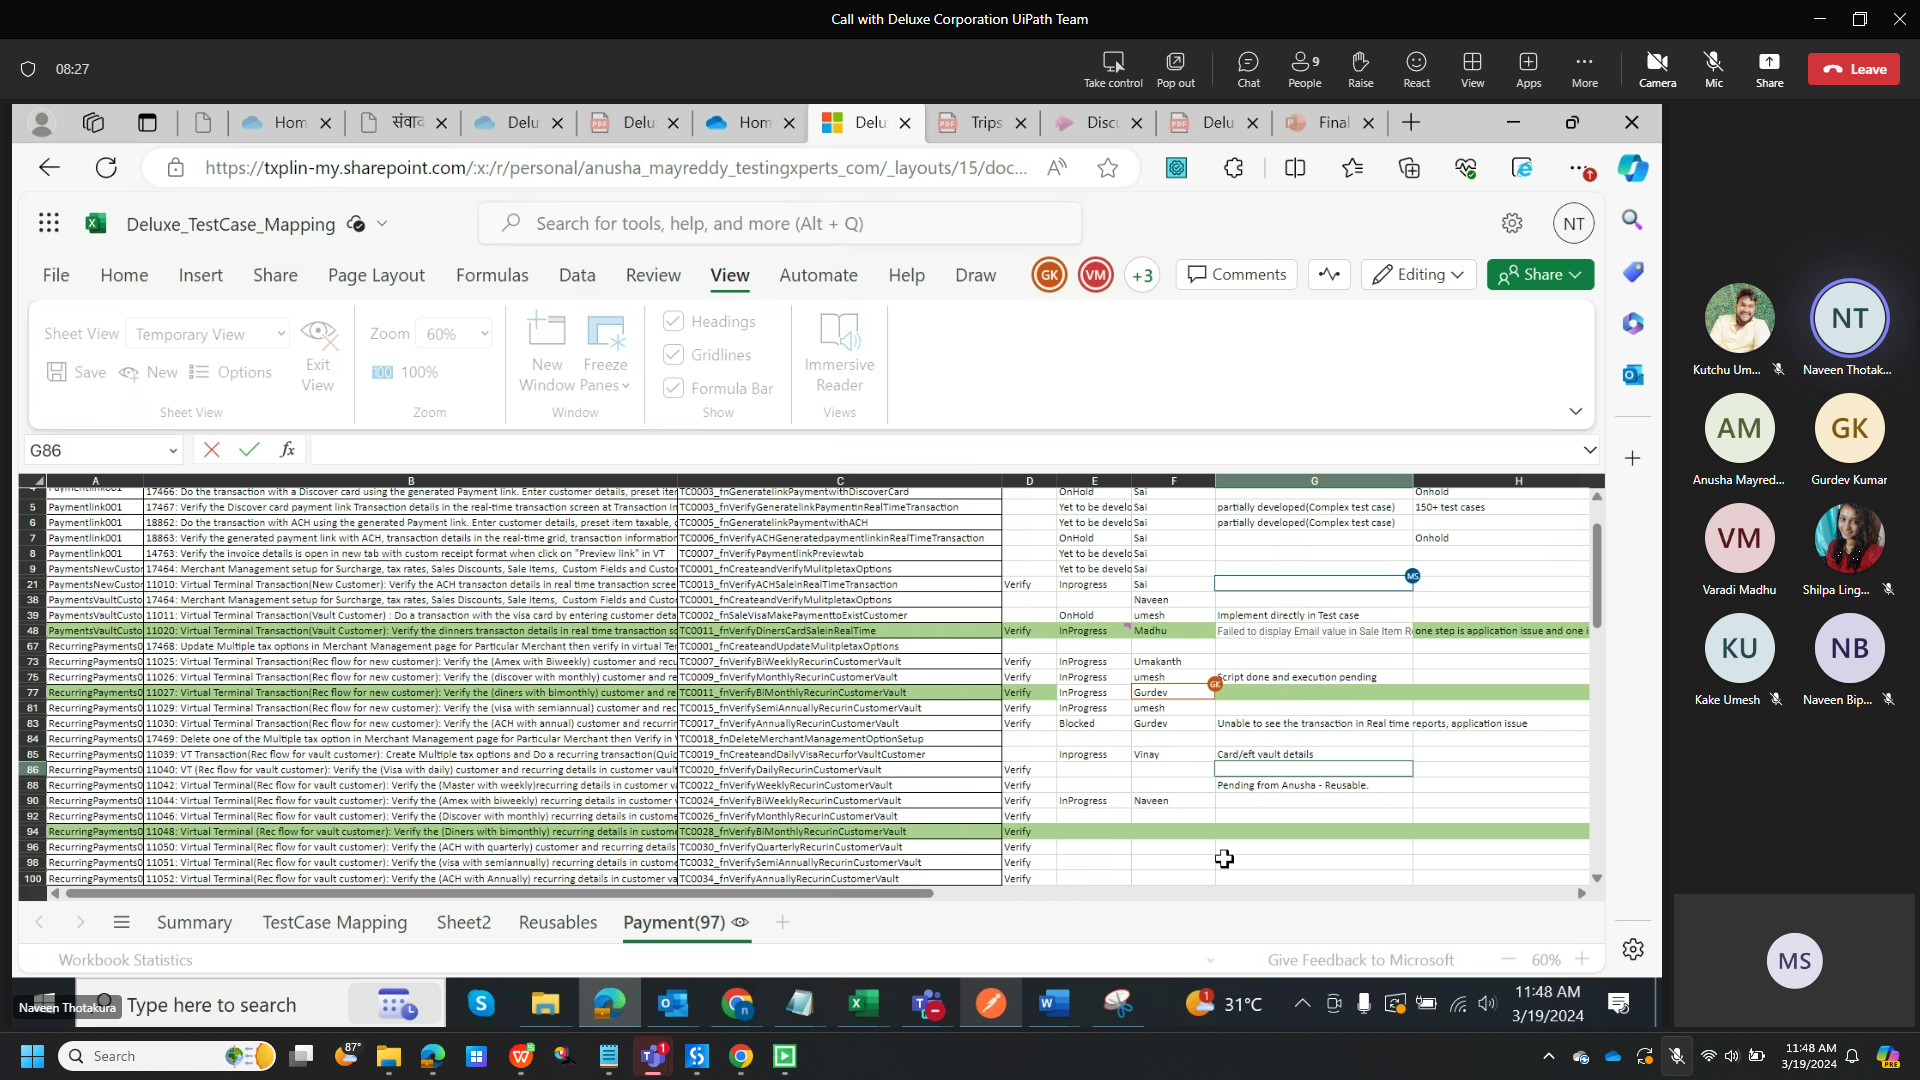 Call with Deluxe Corporation UiPath Team
08:27
Take control
Pop out
Chat
9
People
Raise
React
View
Apps
More
Camera
Mic
Share
Leave
Hom
संवाद
Delu
Delu
Hom
Delu
Trips
Discu
Delu
Final
https://txplin-my.sharepoint.com/:x:/r/personal/anusha_mayreddy_testingxperts_com/_layouts/15/doc...
Deluxe_TestCase_Mapping
Search for tools, help, and more (Alt + Q)
NT
File Home Insert Share Page Layout Formulas Data Review View Automate Help Draw
GK VM +3
Comments
Editing
Share
Sheet View Temporary View
Save New Options
Exit View
Sheet View
Zoom 60%
100%
Zoom
New Window
Freeze Panes
Window
Headings
Gridlines
Formula Bar
Show
Immersive Reader
Views
G86
fx
A B C D E F G H
17466: Do the transaction with a Discover card using the generated Payment link. Enter customer details, preset iter TC0003_fnGeneratelinkPaymentwithDiscoverCard OnHold Sai Onhold
5 Paymentlink001 17467: Verify the Discover card payment link Transaction details in the real-time transaction screen at Transaction In TC0003_fnVerifyGeneratelinkPaymentinRealTimeTransaction Yet to be develo Sai partially developed(Complex test case) 150+ test cases
6 Paymentlink001 18862: Do the transaction with ACH using the generated Payment link. Enter customer details, preset item taxable, c TC0005_fnGeneratelinkPaymentwithACH Yet to be develo Sai partially developed(Complex test case)
7 Paymentlink001 18863: Verify the generated payment link with ACH, transaction details in the real-time grid, transaction informatior TC0006_fnVerifyACHGeneratedpaymentlinkinRealTimeTransaction OnHold Sai Onhold
8 Paymentlink001 14763: Verify the invoice details is open in new tab with custom receipt format when click on "Preview link" in VT TC0007_fnVerifyPaymentlinkPreviewtab Yet to be develo Sai
9 PaymentsNewCustor 17464: Merchant Management setup for Surcharge, tax rates, Sales Discounts, Sale Items, Custom Fields and Custo TC0001_fnCreateandVerifyMulitpletaxOptions Yet to be develo Sai
21 PaymentsNewCustor 11010: Virtual Terminal Transaction(New Customer): Verify the ACH transacton details in real time transaction scree TC0013_fnVerifyACHSaleinRealTimeTransaction Verify Inprogress Sai MS
38 PaymentsVaultCusto 17464: Merchant Management setup for Surcharge, tax rates, Sales Discounts, Sale Items, Custom Fields and Custo TC0001_fnCreateandVerifyMulitpletaxOptions Naveen
39 PaymentsVaultCusto 11011: Virtual Terminal Transaction(Vault Customer) : Do a transaction with the visa card by entering customer deta TC0002_fnSaleVisaMakePaymenttoExistCustomer OnHold umesh Implement directly in Test case
48 PaymentsVaultCusto 11020: Virtual Terminal Transaction(Vault Customer): Verify the dinners transacton details in real time transaction sc TC0011_fnVerifyDinersCardSaleinRealTime Verify InProgress Madhu Failed to display Email value in Sale Item R one step is application issue and one i
67 RecurringPayments0 17468: Update Multiple tax options in Merchant Management page for Particular Merchant then verify in virtual Ter TC0001_fnCreateandUpdateMulitpletaxOptions
73 RecurringPayments0 11025: Virtual Terminal Transaction(Rec flow for new customer): Verify the (Amex with Biweekly) customer and recu TC0007_fnVerifyBiWeeklyRecurinCustomerVault Verify InProgress Umakanth
75 RecurringPayments0 11026: Virtual Terminal Transaction(Rec flow for new customer): Verify the (discover with monthly) customer and re TC0009_fnVerifyMonthlyRecurinCustomerVault Verify InProgress umesh Script done and execution pending
77 RecurringPayments0 11027: Virtual Terminal Transaction(Rec flow for new customer): Verify the (diners with bimonthly) customer and re TC0011_fnVerifyBiMonthlyRecurinCustomerVault Verify InProgress Gurdev GK
81 RecurringPayments0 11029: Virtual Terminal Transaction(Rec flow for new customer): Verify the (visa with semiannual) customer and rec TC0015_fnVerifySemiAnnuallyRecurinCustomerVault Verify InProgress umesh
83 RecurringPayments0 11030: Virtual Terminal Transaction(Rec flow for new customer): Verify the (ACH with annual) customer and recurrir TC0017_fnVerifyAnnuallyRecurinCustomerVault Verify Blocked Gurdev Unable to see the transaction in Real time reports, application issue
84 RecurringPayments0 17469: Delete one of the Multiple tax option in Merchant Management page for Particular Merchant then Verify in V TC0018_fnDeleteMerchantManagementOptionSetup
85 RecurringPayments0 11039: VT Transaction(Rec flow for vault customer): Create Multiple tax options and Do a recurring transaction(Quic TC0019_fnCreateandDailyVisaRecurforVaultCustomer Inprogress Vinay Card/eft vault details
86 RecurringPayments0 11040: VT (Rec flow for vault customer): Verify the (Visa with daily) customer and recurring details in customer vault TC0020_fnVerifyDailyRecurinCustomerVault Verify
88 RecurringPayments0 11042: Virtual Terminal(Rec flow for vault customer): Verify the (Master with weekly)recurring details in customer v TC0022_fnVerifyWeeklyRecurinCustomerVault Verify Pending from Anusha - Reusable.
90 RecurringPayments0 11044: Virtual Terminal(Rec flow for vault customer): Verify the (Amex with biweekly) recurring details in customer TC0024_fnVerifyBiWeeklyRecurinCustomerVault Verify InProgress Naveen
92 RecurringPayments0 11046: Virtual Terminal(Rec flow for vault customer): Verify the (Discover with monthly) recurring details in custome TC0026_fnVerifyMonthlyRecurinCustomerVault Verify
94 RecurringPayments0 11048: Virtual Terminal (Rec flow for vault customer): Verify the (Diners with bimonthly) recurring details in custome TC0028_fnVerifyBiMonthlyRecurinCustomerVault Verify
96 RecurringPayments0 11050: Virtual Terminal(Rec flow for vault customer): Verify the (ACH with quarterly) customer and recurring details TC0030_fnVerifyQuarterlyRecurinCustomerVault Verify
98 RecurringPayments0 11051: Virtual Terminal(Rec flow for vault customer): Verify the (visa with semiannually) recurring details in custome TC0032_fnVerifySemiAnnuallyRecurinCustomerVault Verify
100 RecurringPayments0 11052: Virtual Terminal(Rec flow for vault customer): Verify the (ACH with Annually) recurring details in customer va TC0034_fnVerifyAnnuallyRecurinCustomerVault Verify
Summary TestCase Mapping Sheet2 Reusables Payment(97)
Workbook Statistics
Give Feedback to Microsoft
60%
Naveen Thotakura
Type here to search
31°C
11:48 AM
3/19/2024
Kutchu Um...
NT
Naveen Thotak...
AM
Anusha Mayred...
GK
Gurdev Kumar
VM
Varadi Madhu
Shilpa Ling...
KU
Kake Umesh
NB
Naveen Bip...
MS
Search
87°
11:48 AM
3/19/2024